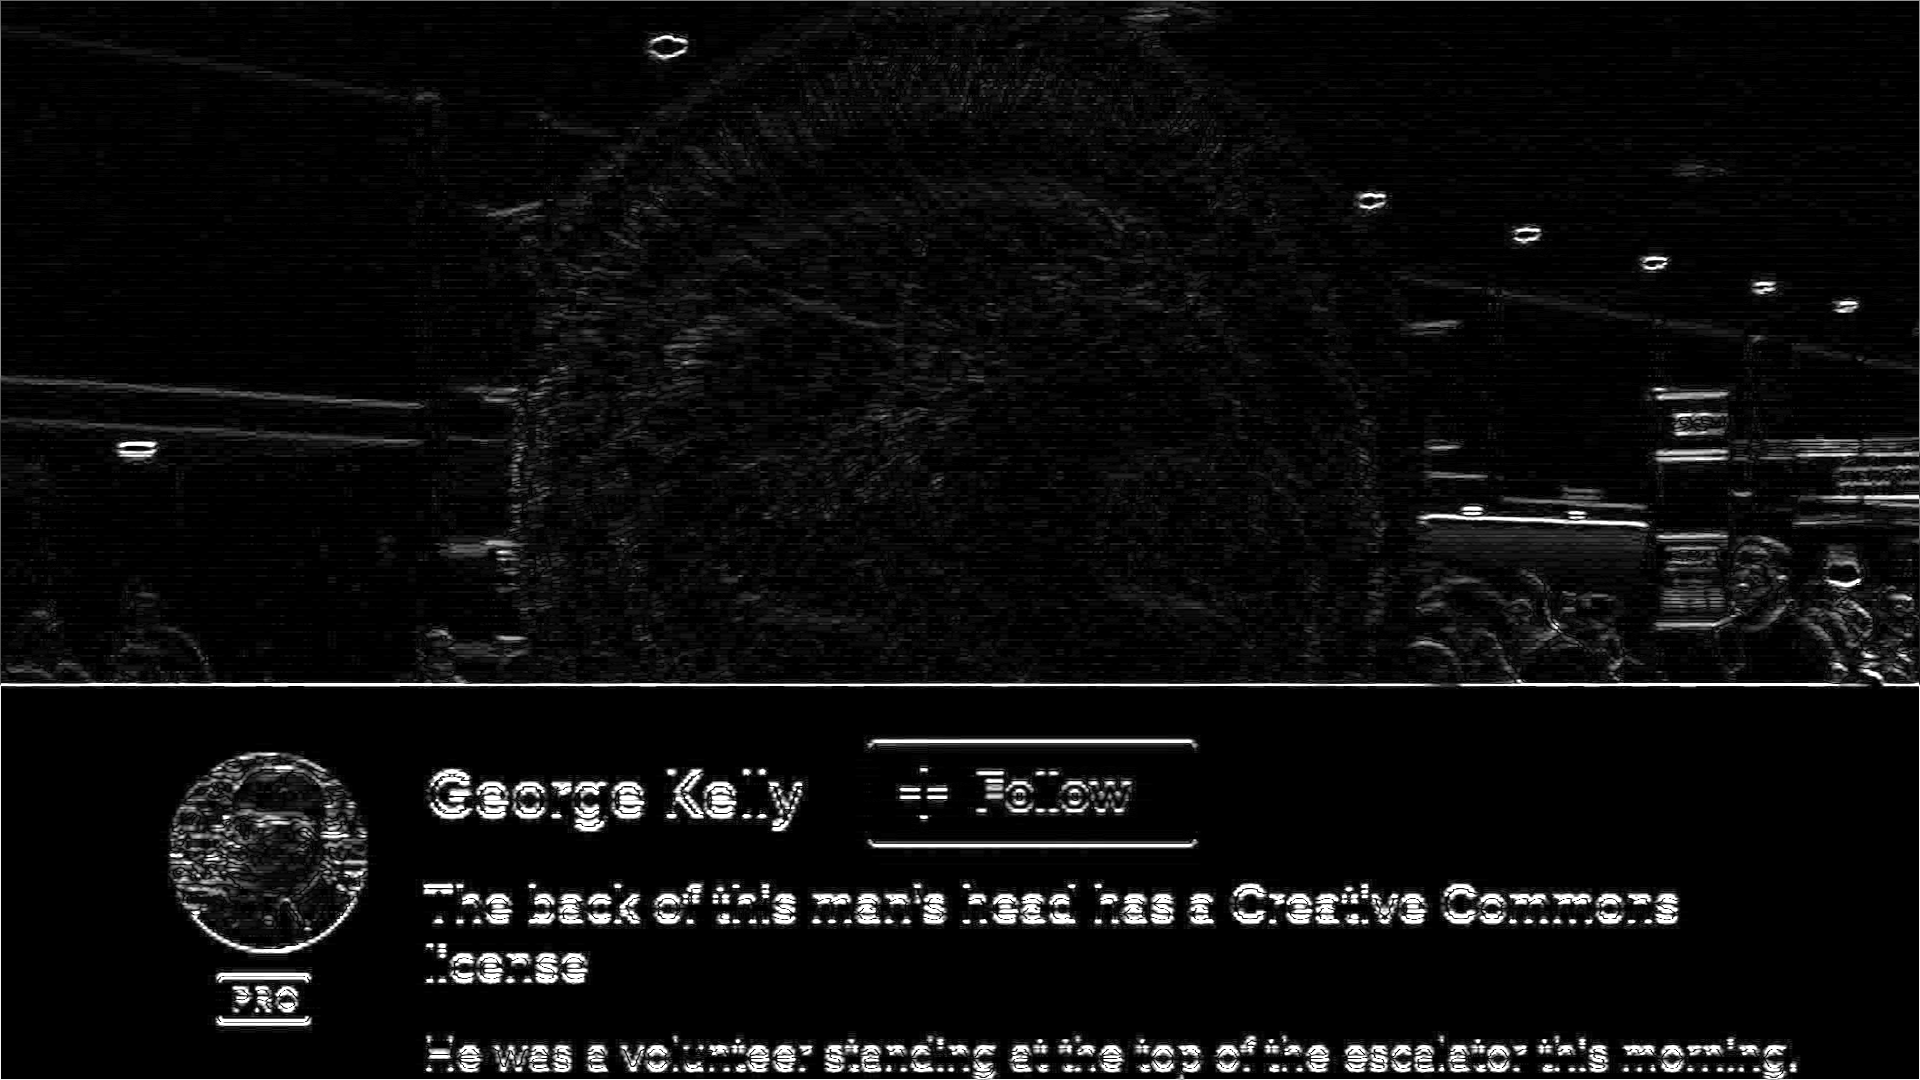 George Kelly
+ Follow
The back of this man's head has a Creative Commons
license
PRO
He was a volunteer standing at the top of the escalator this morning.